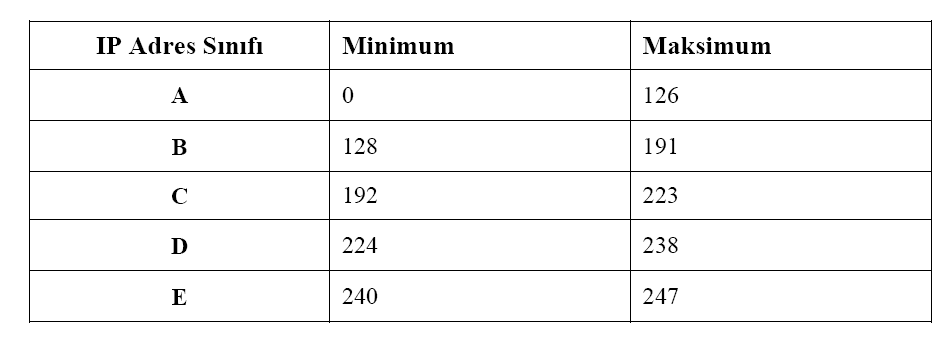 IP Adres Sınıfı Minimum Maksimum
A 0 126
B 128 191
C 192 223
D 224 238
E 240 247